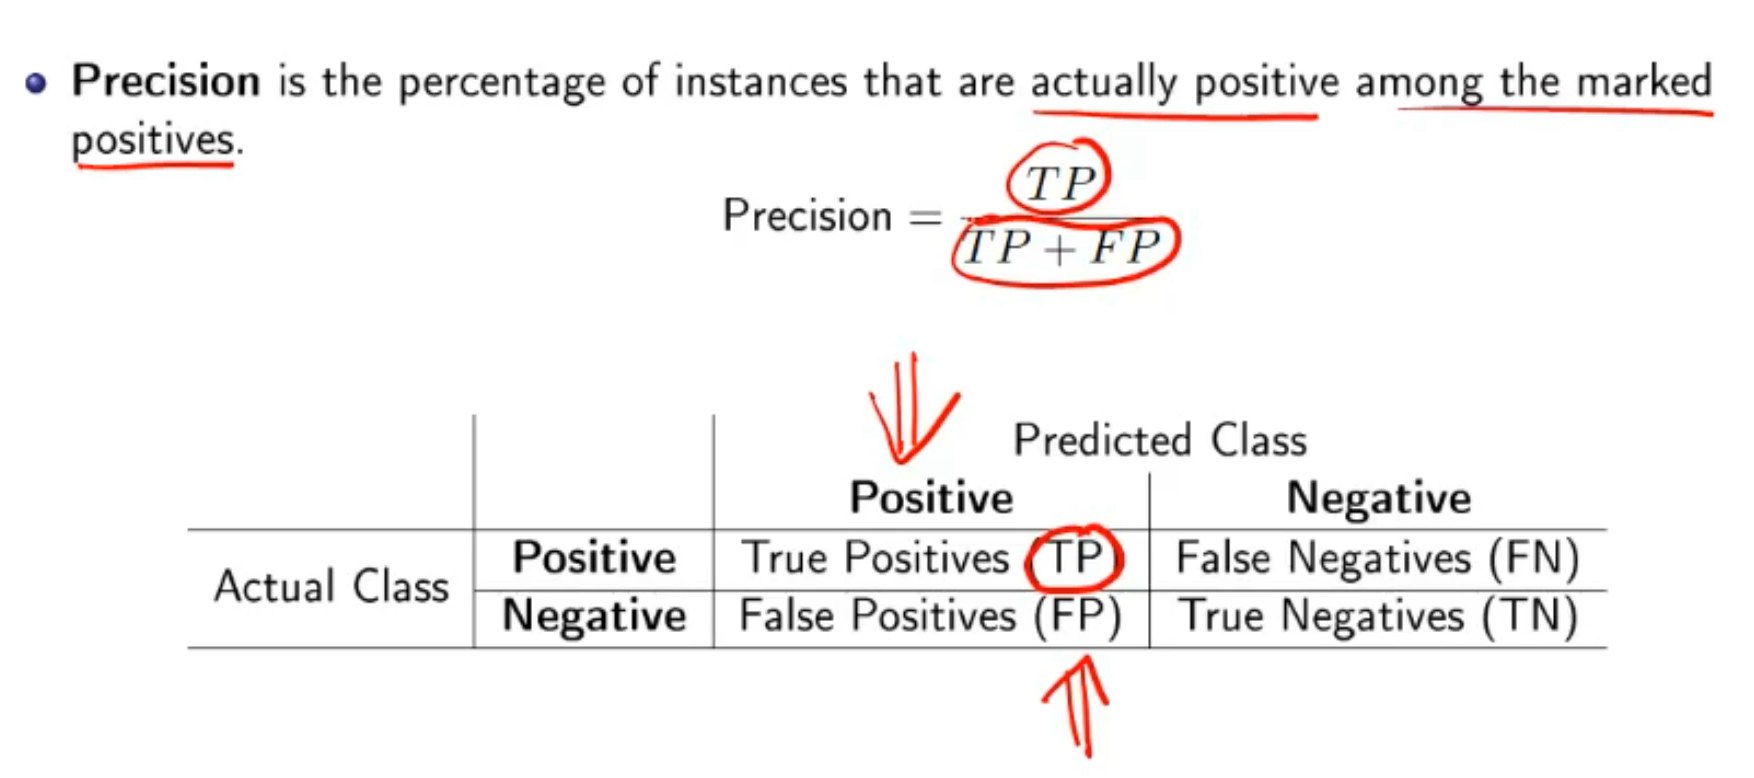 Precision is the percentage of instances that are actually positive among the marked
positives.
Precision = TP / TP + FP
Predicted Class
Positive Negative
Actual Class Positive True Positives (TP) False Negatives (FN)
Negative False Positives (FP) True Negatives (TN)